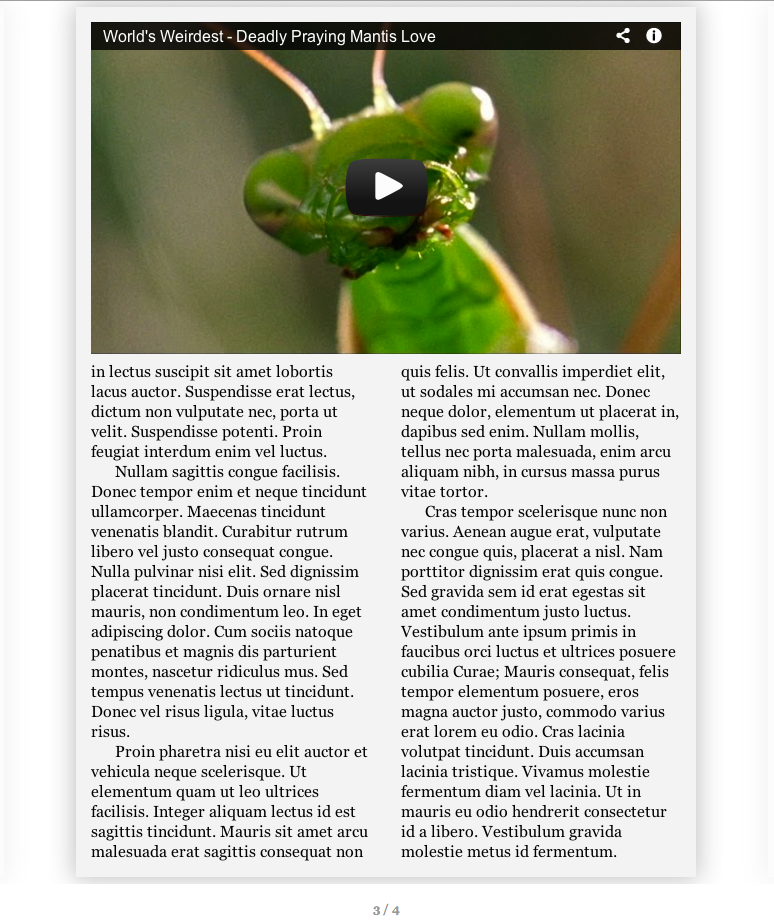 World's Weirdest - Deadly Praying Mantis Love
in lectus suscipit sit amet lobortis
lacus auctor. Suspendisse erat lectus,
dictum non vulputate nec, porta ut
velit. Suspendisse potenti. Proin
feugiat interdum enim vel luctus.
Nullam sagittis congue facilisis.
Donec tempor enim et neque tincidunt
ullamcorper. Maecenas tincidunt
venenatis blandit. Curabitur rutrum
libero vel justo consequat congue.
Nulla pulvinar nisi elit. Sed dignissim
placerat tincidunt. Duis ornare nisl
mauris, non condimentum leo. In eget
adipiscing dolor. Cum sociis natoque
penatibus et magnis dis parturient
montes, nascetur ridiculus mus. Sed
tempus venenatis lectus ut tincidunt.
Donec vel risus ligula, vitae luctus
risus.
Proin pharetra nisi eu elit auctor et
vehicula neque scelerisque. Ut
elementum quam ut leo ultrices
facilisis. Integer aliquam lectus id est
sagittis tincidunt. Mauris sit amet arcu
malesuada erat sagittis consequat non
quis felis. Ut convallis imperdiet elit,
ut sodales mi accumsan nec. Donec
neque dolor, elementum ut placerat in,
dapibus sed enim. Nullam mollis,
tellus nec porta malesuada, enim arcu
aliquam nibh, in cursus massa purus
vitae tortor.
Cras tempor scelerisque nunc non
varius. Aenean augue erat, vulputate
nec congue quis, placerat a nisl. Nam
porttitor dignissim erat quis congue.
Sed gravida sem id erat egestas sit
amet condimentum justo luctus.
Vestibulum ante ipsum primis in
faucibus orci luctus et ultrices posuere
cubilia Curae; Mauris consequat, felis
tempor elementum posuere, eros
magna auctor justo, commodo varius
erat lorem eu odio. Cras lacinia
volutpat tincidunt. Duis accumsan
lacinia tristique. Vivamus molestie
fermentum diam vel lacinia. Ut in
mauris eu odio hendrerit consectetur
id a libero. Vestibulum gravida
molestie metus id fermentum.
3 / 4